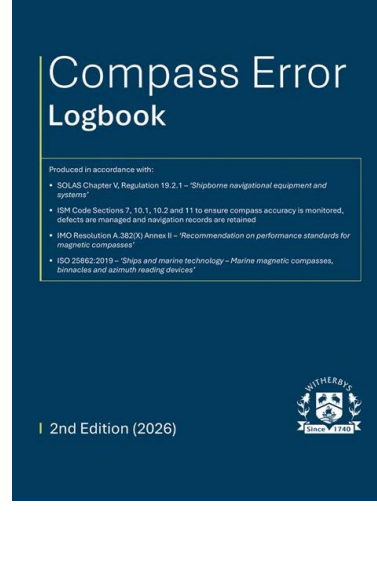 Compass Error
Logbook
Produced in accordance with:
• SOLAS Chapter V, Regulation 19.2.1 – ‘Shipborne navigational equipment and
systems’
• ISM Code Sections 7, 10.1, 10.2 and 11 to ensure compass accuracy is monitored,
defects are managed and navigation records are retained
• IMO Resolution A.382(X) Annex II – ‘Recommendation on performance standards for
magnetic compasses’
• ISO 25862:2019 – ‘Ships and marine technology – Marine magnetic compasses,
binnacles and azimuth reading devices’
WITHERBYS
Since 1740
2nd Edition (2026)